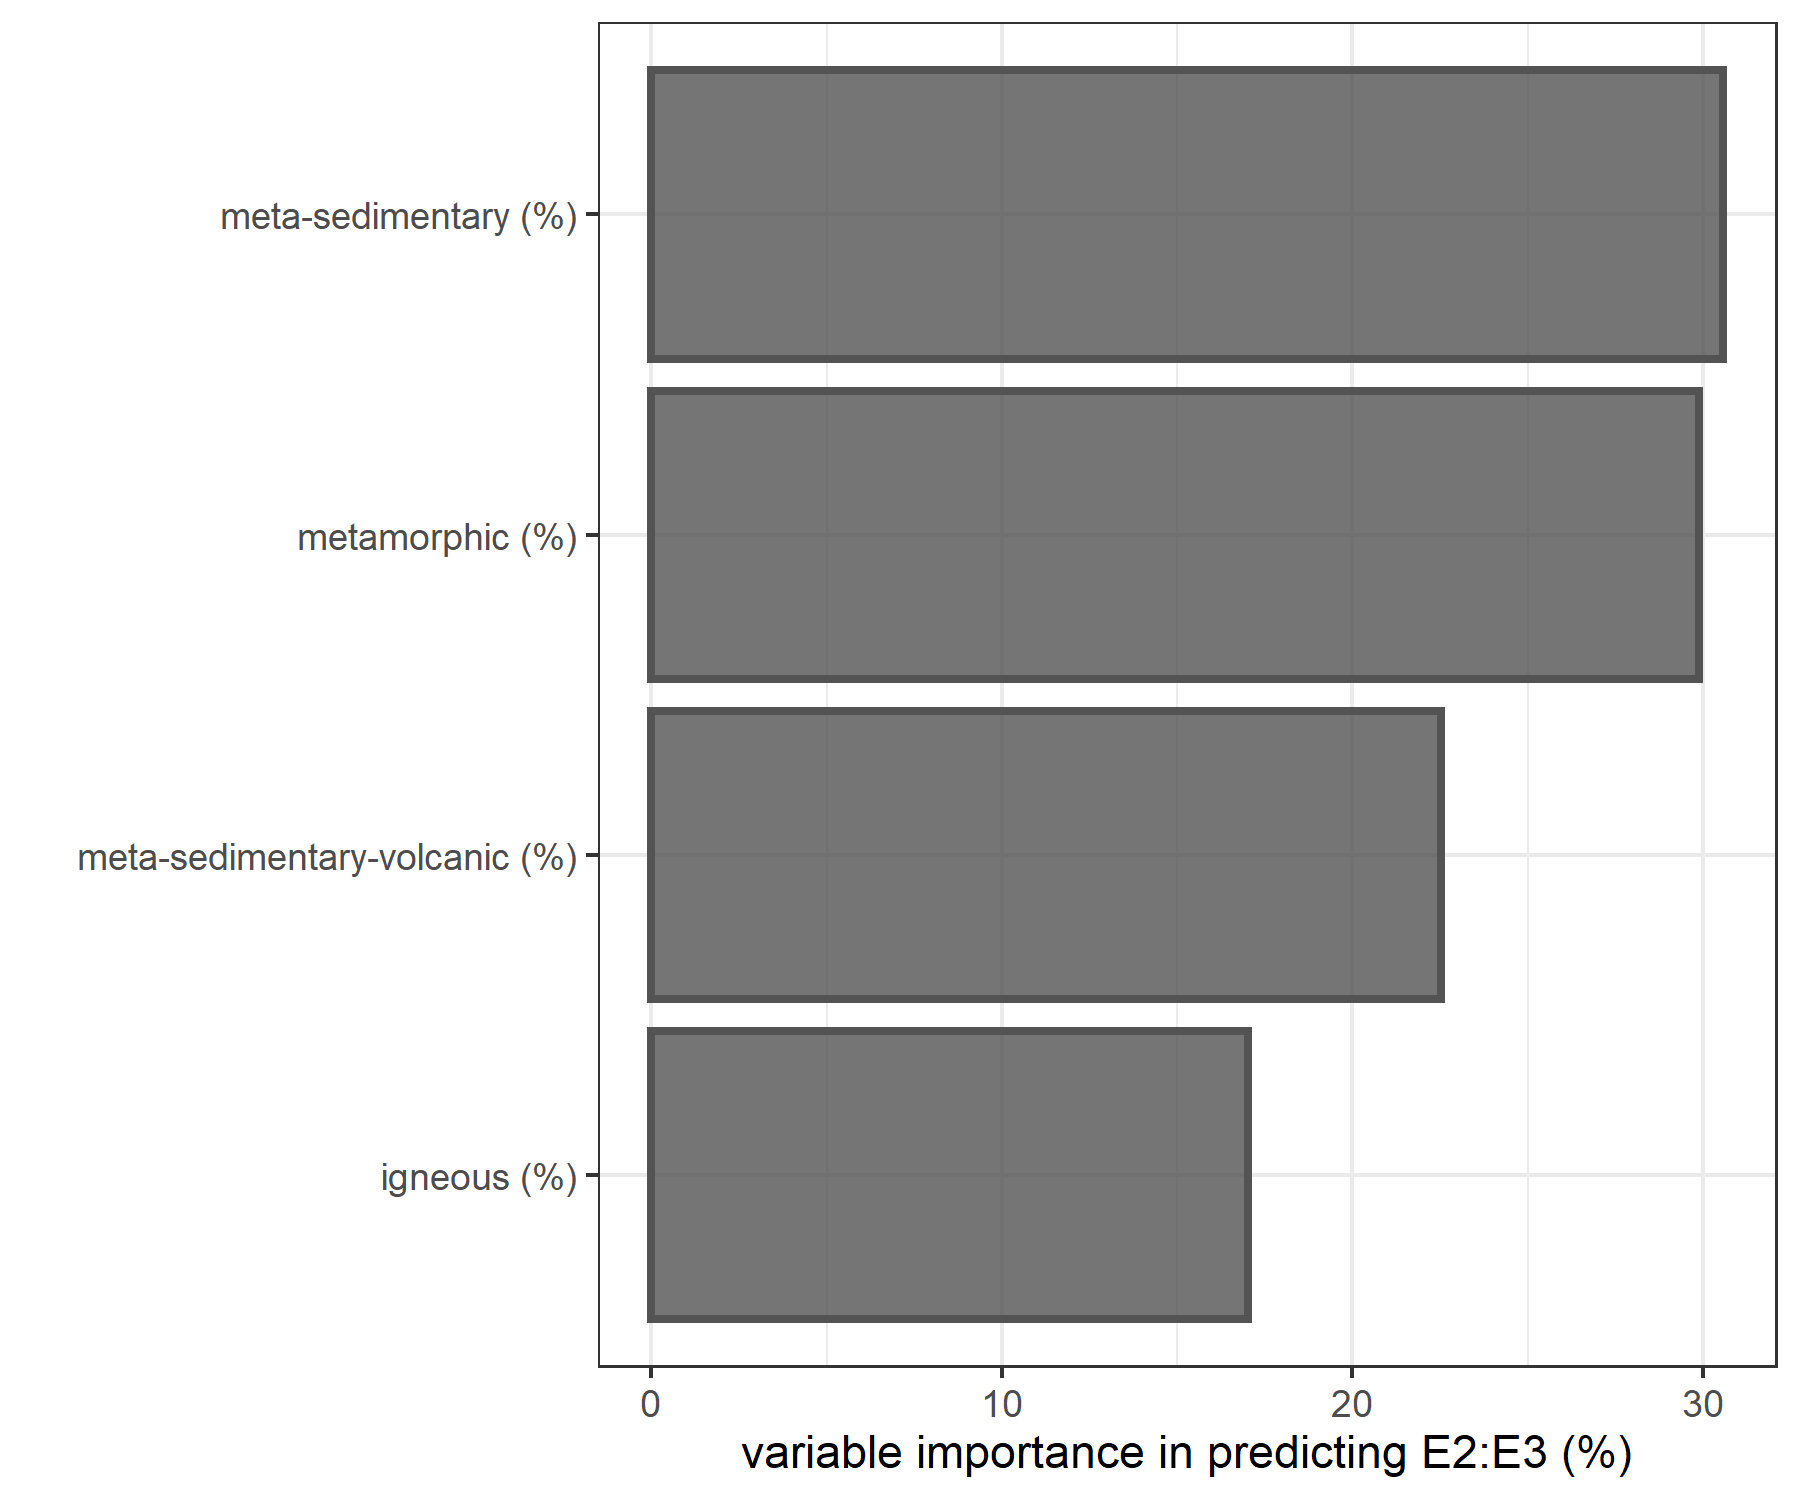 meta-sedimentary (%)
metamorphic (%)
meta-sedimentary-volcanic (%)
igneous (%)
0 10 20 30
variable importance in predicting E2:E3 (%)